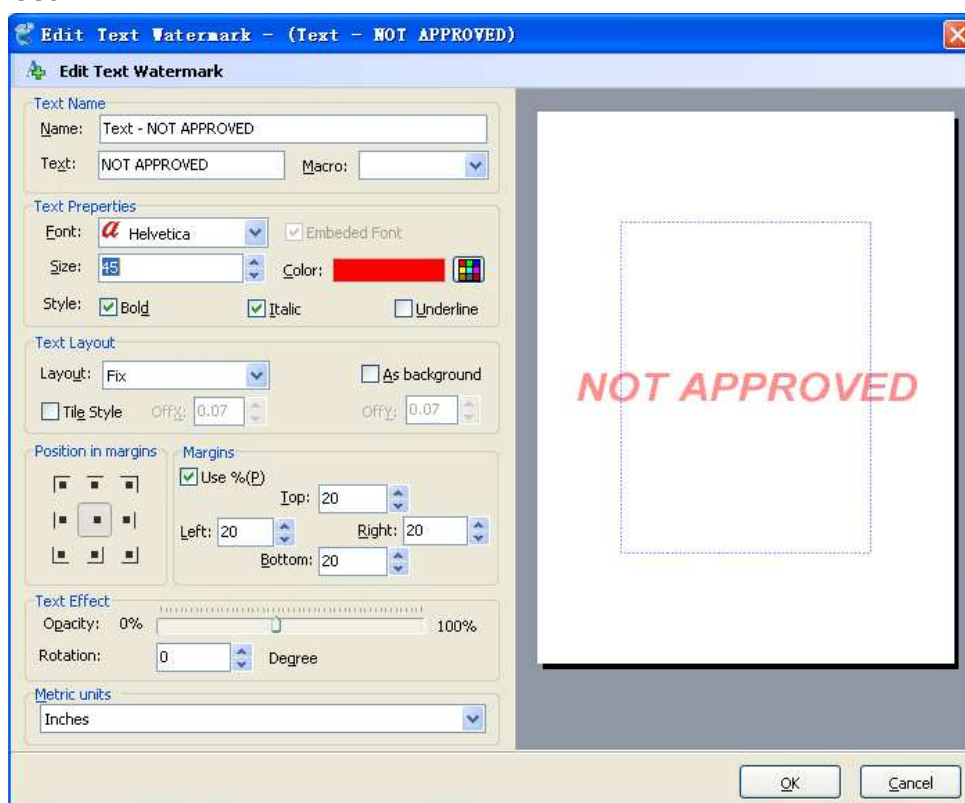 Edit Text Watermark - (Text - NOT APPROVED)
Edit Text Watermark
Text Name
Name: Text - NOT APPROVED
Text: NOT APPROVED Macro:
Text Preperties
Font: a Helvetica Embeded Font
Size: 45 Color:
Style: Bold Italic Underline
Text Layout
Layout: Fix As background
Tile Style OffX: 0.07 OffY: 0.07
NOT APPROVED
Position in margins Margins
Use %(P)
Top: 20
Left: 20 Right: 20
Bottom: 20
Text Effect
Opacity: 0% 100%
Rotation: 0 Degree
Metric units
Inches
OK Cancel